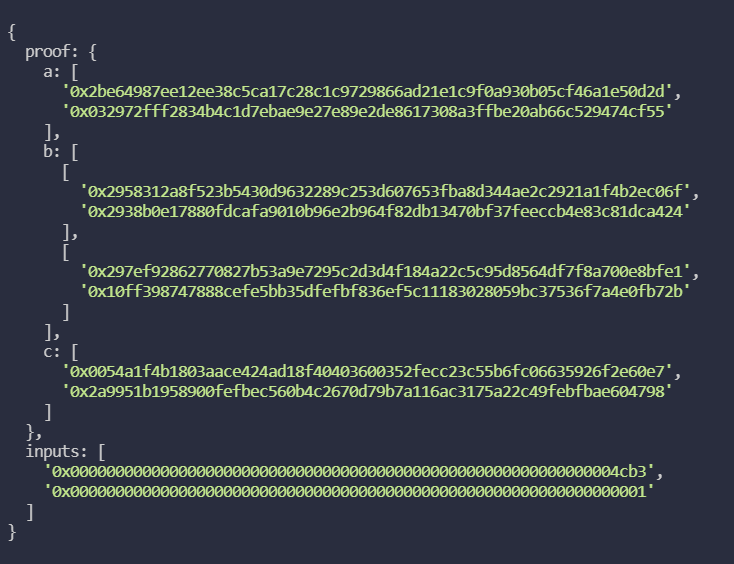 {
  proof: {
    a: [
      '0x2be64987ee12ee38c5ca17c28c1c9729866ad21e1c9f0a930b05cf46a1e50d2d',
      '0x032972fff2834b4c1d7ebae9e27e89e2de8617308a3ffbe20ab66c529474cf55'
    ],
    b: [
      [
        '0x2958312a8f523b5430d9632289c253d607653fba8d344ae2c2921a1f4b2ec06f',
        '0x2938b0e17880fdcafa9010b96e2b964f82db13470bf37feeccb4e83c81dca424'
      ],
      [
        '0x297ef92862770827b53a9e7295c2d3d4f184a22c5c95d8564df7f8a700e8bfe1',
        '0x10ff398747888cefe5bb35dfefbf836ef5c11183028059bc37536f7a4e0fb72b'
      ]
    ],
    c: [
      '0x0054a1f4b1803aace424ad18f40403600352fecc23c55b6fc06635926f2e60e7',
      '0x2a9951b1958900fefbec560b4c2670d79b7a116ac3175a22c49febfbae604798'
    ]
  },
  inputs: [
    '0x0000000000000000000000000000000000000000000000000000000000004cb3',
    '0x0000000000000000000000000000000000000000000000000000000000000001'
  ]
}